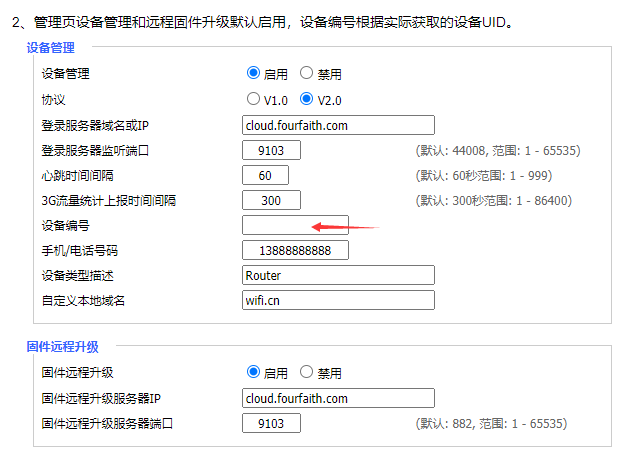 2、管理页设备管理和远程固件升级默认启用，设备编号根据实际获取的设备UID。
设备管理
设备管理 启用 禁用
协议 V1.0 V2.0
登录服务器域名或IP cloud.fourfaith.com
登录服务器监听端口 9103 (默认: 44008, 范围: 1 - 65535)
心跳时间间隔 60 (默认: 60秒范围: 1 - 999)
3G流量统计上报时间间隔 300 (默认: 300秒范围: 1 - 86400)
设备编号
手机/电话号码 13888888888
设备类型描述 Router
自定义本地域名 wifi.cn
固件远程升级
固件远程升级 启用 禁用
固件远程升级服务器IP cloud.fourfaith.com
固件远程升级服务器端口 9103 (默认: 882, 范围: 1 - 65535)